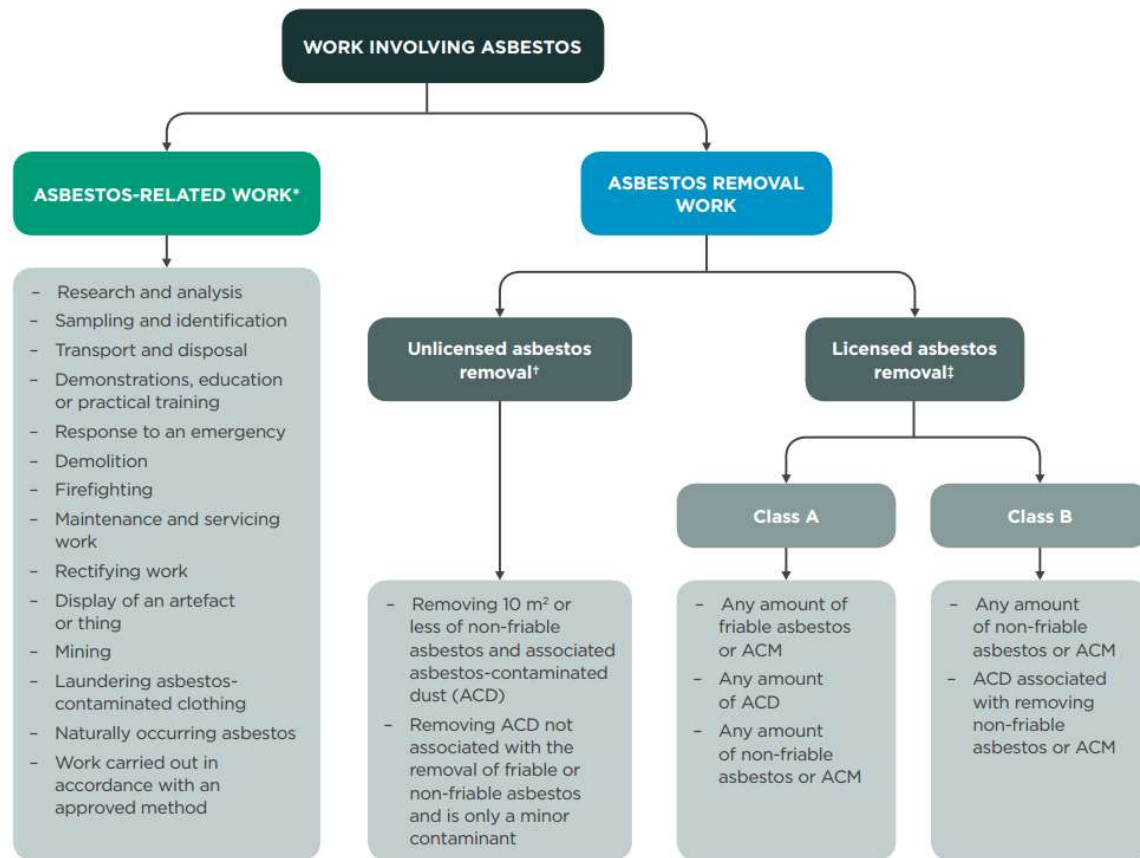 WORK INVOLVING ASBESTOS
ASBESTOS-RELATED WORK*
– Research and analysis
– Sampling and identification
– Transport and disposal
– Demonstrations, education
or practical training
– Response to an emergency
– Demolition
– Firefighting
– Maintenance and servicing
work
– Rectifying work
– Display of an artefact
or thing
– Mining
– Laundering asbestos-
contaminated clothing
– Naturally occurring asbestos
– Work carried out in
accordance with an
approved method
ASBESTOS REMOVAL
WORK
Unlicensed asbestos
removal†
– Removing 10 m² or
less of non-friable
asbestos and associated
asbestos-contaminated
dust (ACD)
– Removing ACD not
associated with the
removal of friable or
non-friable asbestos
and is only a minor
contaminant
Licensed asbestos
removal‡
Class A
– Any amount of
friable asbestos
or ACM
– Any amount
of ACD
– Any amount
of non-friable
asbestos or ACM
Class B
– Any amount
of non-friable
asbestos or ACM
– ACD associated
with removing
non-friable
asbestos or ACM